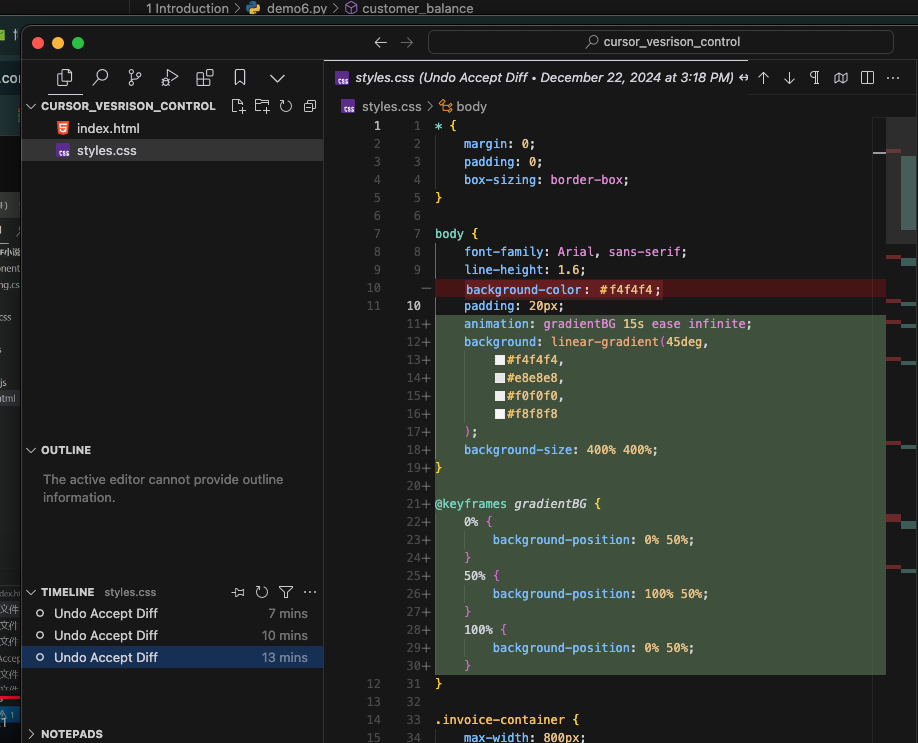 1 Introduction > demo6.py > customer_balance
cursor_vesrison_control
CURSOR_VESRISON_CONTROL
index.html
styles.css
OUTLINE
The active editor cannot provide outline
information.
TIMELINE styles.css
Undo Accept Diff 7 mins
Undo Accept Diff 10 mins
Undo Accept Diff 13 mins
NOTEPADS
styles.css (Undo Accept Diff • December 22, 2024 at 3:18 PM) ↔
styles.css > body
1 1 * {
2 2 margin: 0;
3 3 padding: 0;
4 4 box-sizing: border-box;
5 5 }
6 6
7 7 body {
8 8 font-family: Arial, sans-serif;
9 9 line-height: 1.6;
10 — background-color: #f4f4f4;
11 10 padding: 20px;
11+ animation: gradientBG 15s ease infinite;
12+ background: linear-gradient(45deg,
13+ #f4f4f4,
14+ #e8e8e8,
15+ #f0f0f0,
16+ #f8f8f8
17+ );
18+ background-size: 400% 400%;
19+ }
20+
21+ @keyframes gradientBG {
22+ 0% {
23+ background-position: 0% 50%;
24+ }
25+ 50% {
26+ background-position: 100% 50%;
27+ }
28+ 100% {
29+ background-position: 0% 50%;
30+ }
12 31 }
13 32
14 33 .invoice-container {
15 34 max-width: 800px;